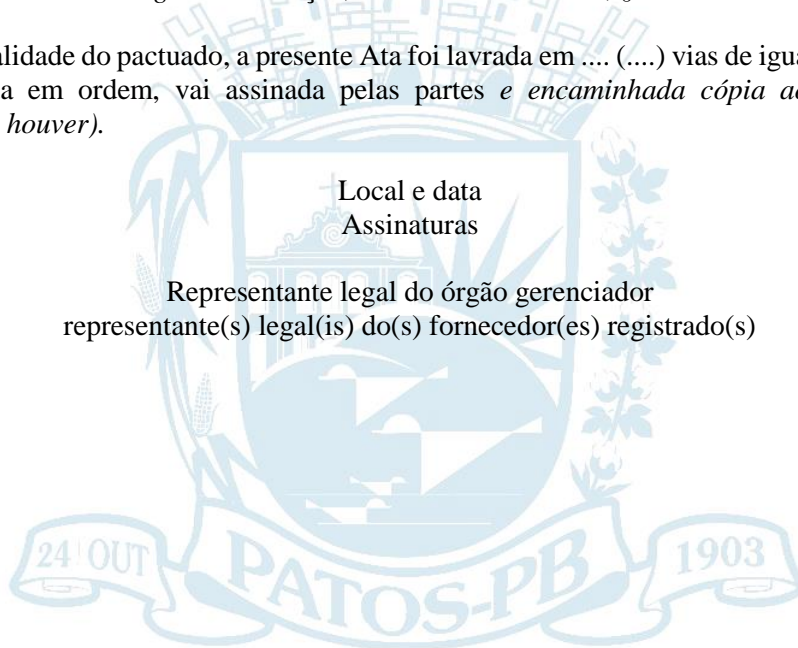 alidade do pactuado, a presente Ata foi lavrada em .... (....) vias de igua
a em ordem, vai assinada pelas partes e encaminhada cópia ao
houver).
Local e data
Assinaturas
Representante legal do órgão gerenciador
representante(s) legal(is) do(s) fornecedor(es) registrado(s)
24 OUT
PATOS-PB
1903